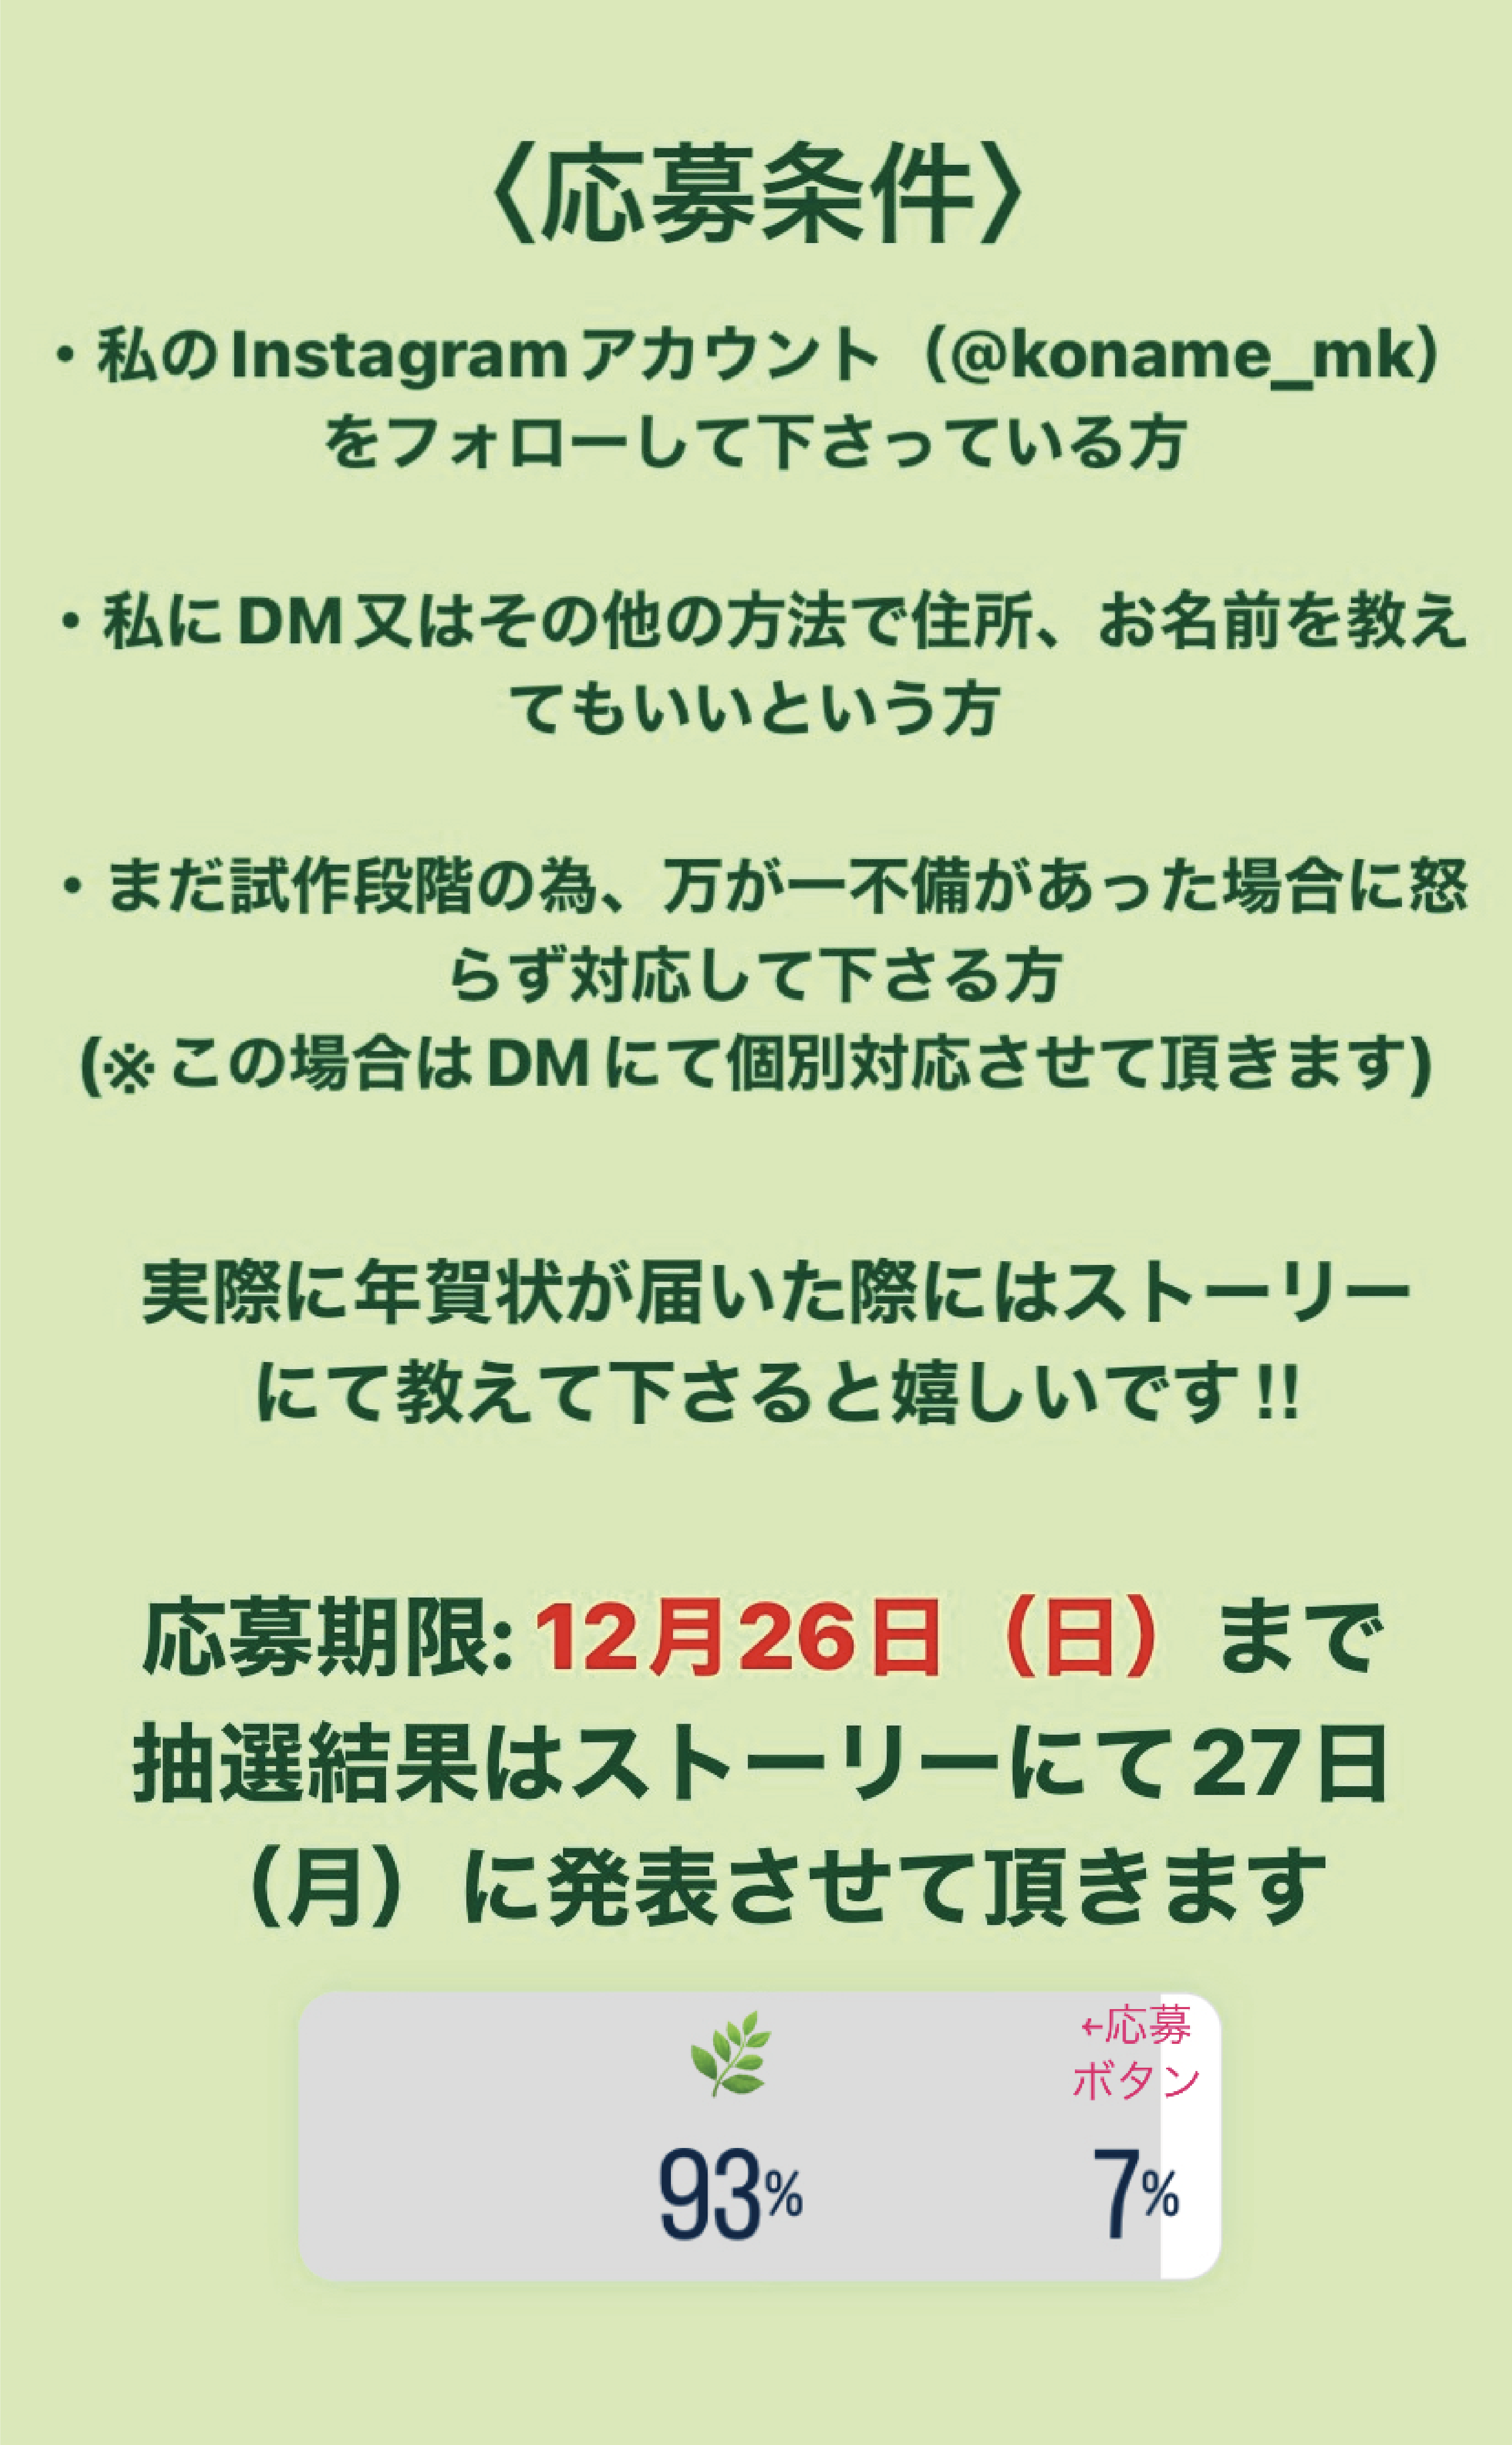 〈応募条件〉
・私のInstagramアカウント（@koname_mk）
をフォローして下さっている方
・私にDM又はその他の方法で住所、お名前を教え
てもいいという方
・まだ試作段階の為、万が一不備があった場合に怒
らず対応して下さる方
(※この場合はDMにて個別対応させて頂きます)
実際に年賀状が届いた際にはストーリー
にて教えて下さると嬉しいです‼
応募期限: 12月26日（日）まで
抽選結果はストーリーにて27日
（月）に発表させて頂きます
←応募
ボタン
93%
7%